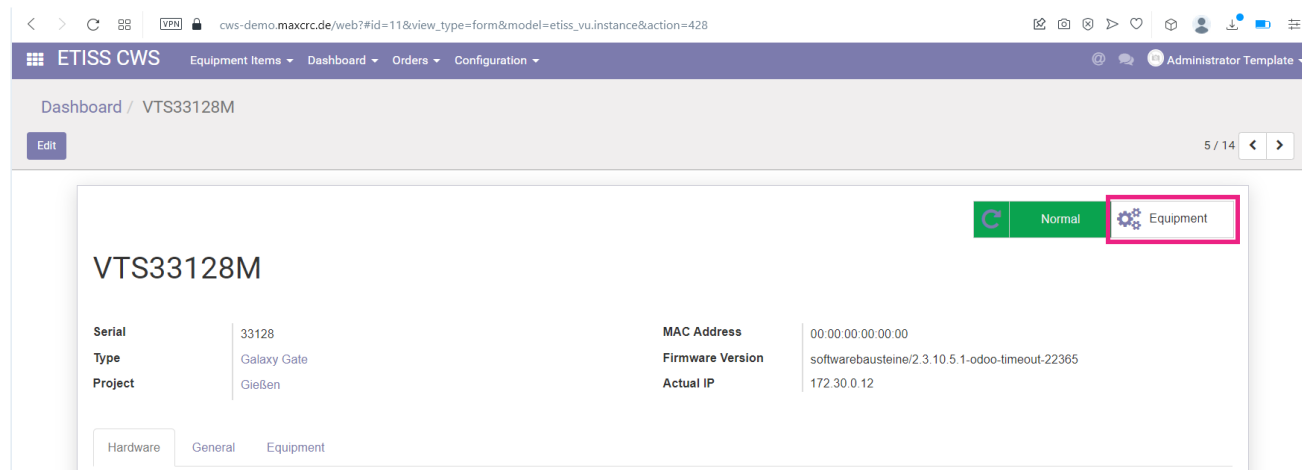 VPN cws-demo.maxcrc.de/web?#id=11&view_type=form&model=etiss_vu.instance&action=428
ETISS CWS Equipment Items Dashboard Orders Configuration @ Administrator Template
Dashboard / VTS33128M
Edit 5 / 14
Normal Equipment
VTS33128M
Serial 33128 MAC Address 00:00:00:00:00:00
Type Galaxy Gate Firmware Version softwarebausteine/2.3.10.5.1-odoo-timeout-22365
Project Gießen Actual IP 172.30.0.12
Hardware General Equipment